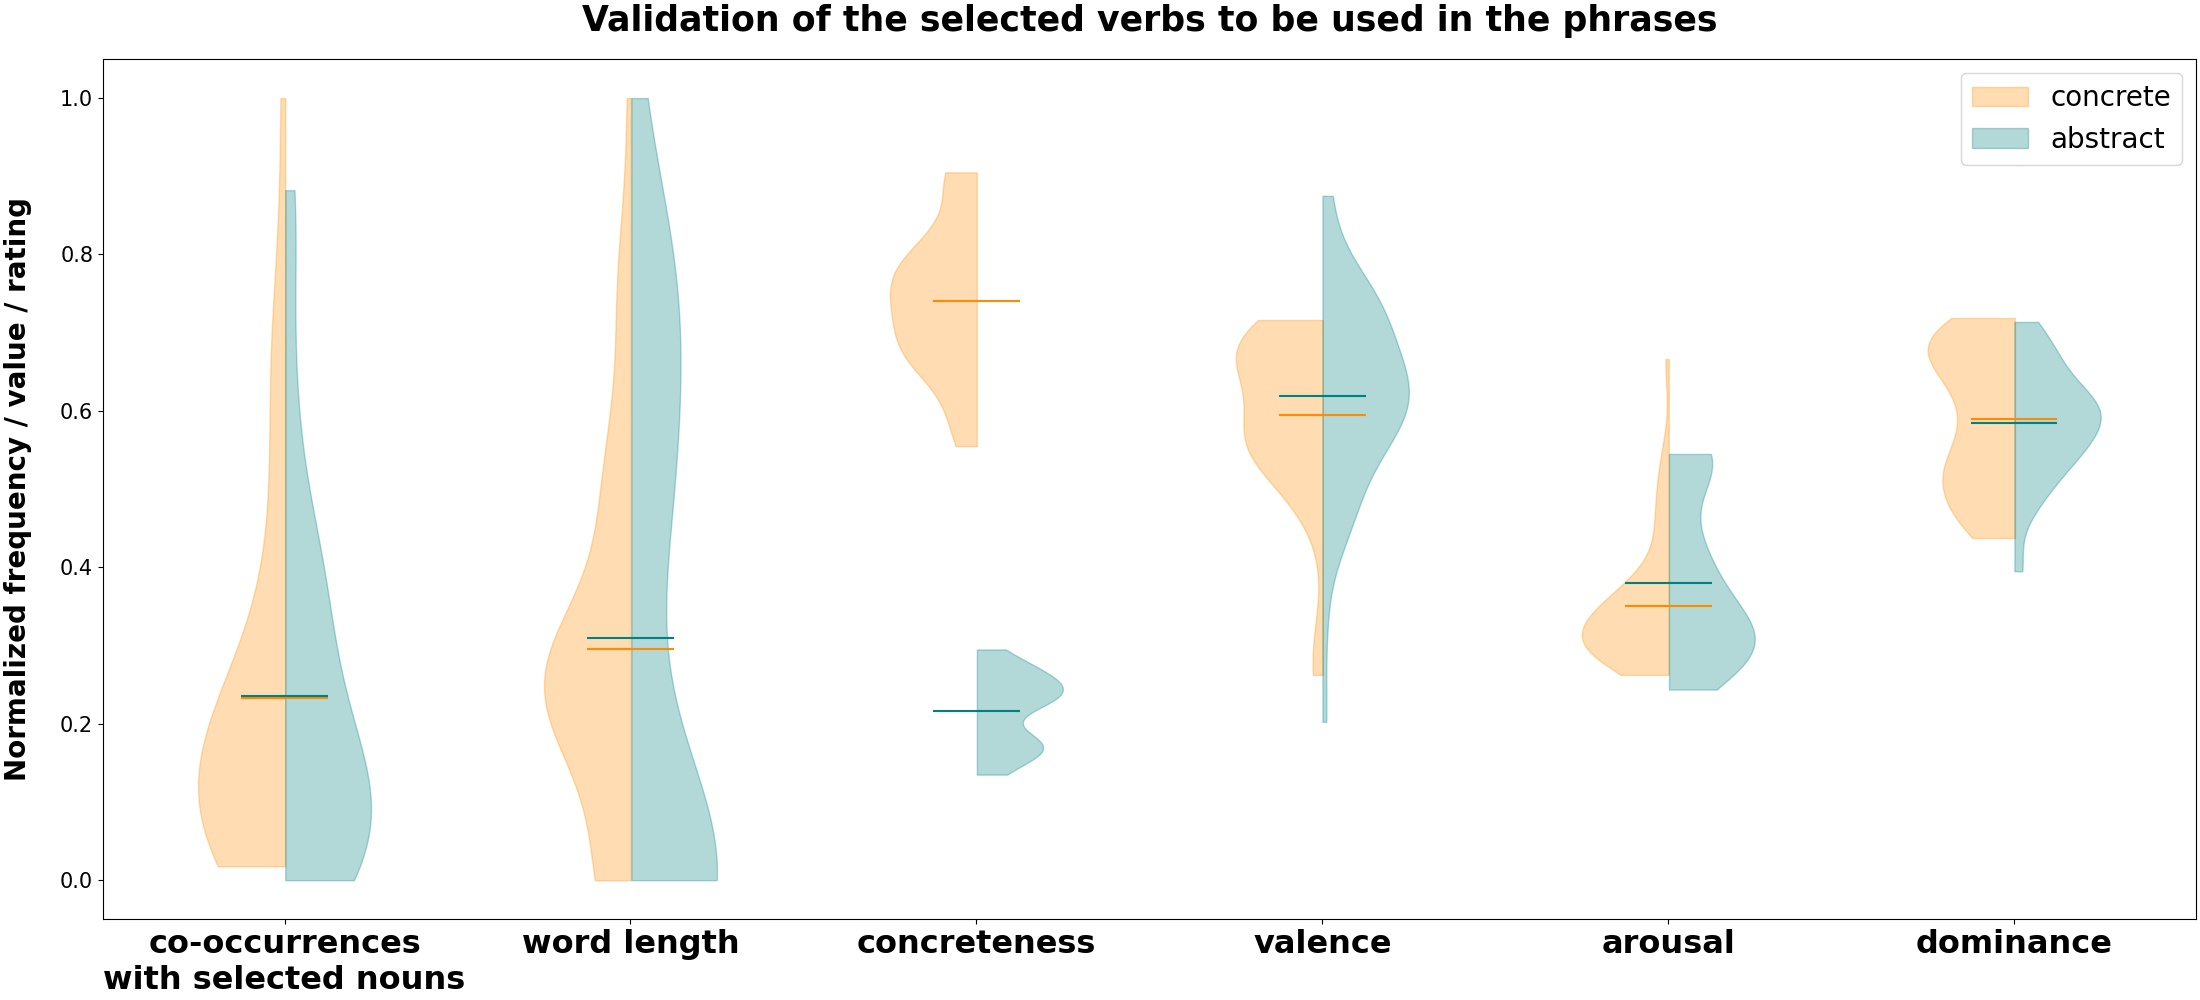 Validation of the selected verbs to be used in the phrases
Normalized frequency / value / rating
1.0
0.8
0.6
0.4
0.2
0.0
concrete
abstract
co-occurrences
with selected nouns
word length
concreteness
valence
arousal
dominance